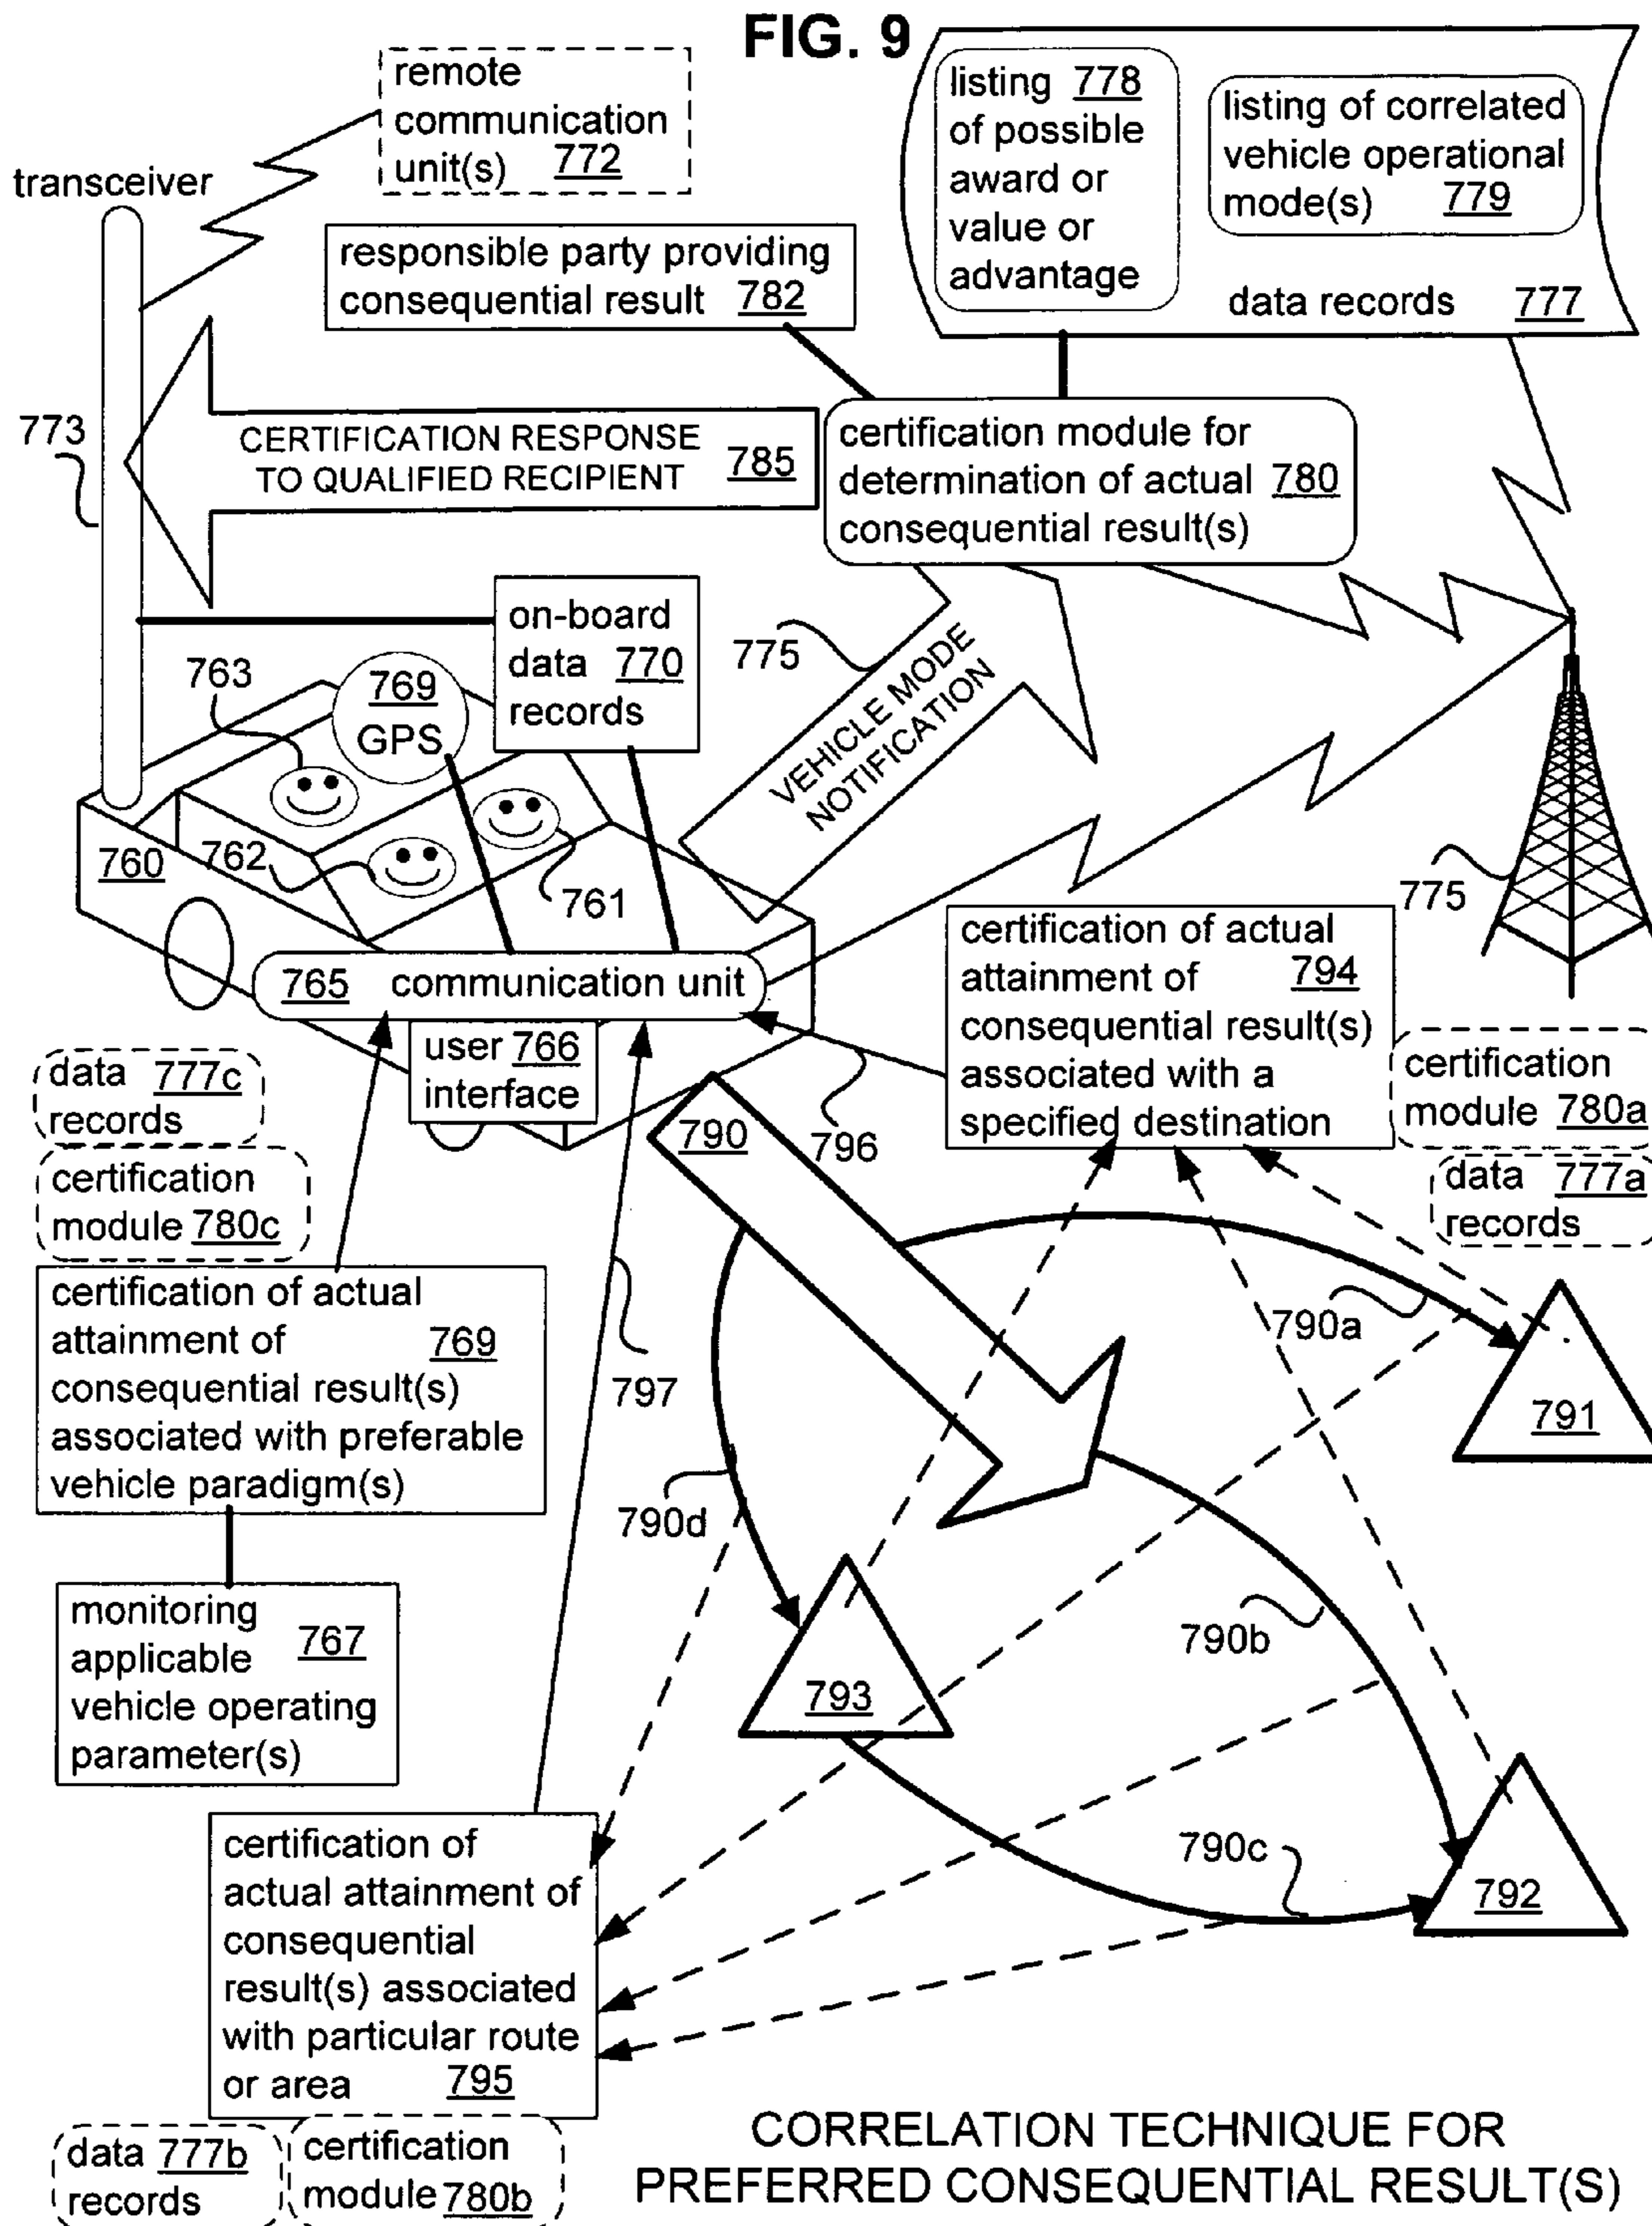 FIG. 9
remote
communication
unit(s) 772
transceiver
listing 778
of possible
award or
value or
advantage
listing of correlated
vehicle operational
mode(s) 779
data records 777
responsible party providing
consequential result 782
773
CERTIFICATION RESPONSE
TO QUALIFIED RECIPIENT 785
certification module for
determination of actual 780
consequential result(s)
on-board
data 770
records
775
VEHICLE MODE
NOTIFICATION
763
769
GPS
760
762
761
775
765 communication unit
user 766
interface
certification of actual
attainment of 794
consequential result(s)
associated with a
specified destination
certification
module 780a
data 777a
records
data 777c
records
certification
module 780c
790
796
certification of actual
attainment of 769
consequential result(s)
associated with preferable
vehicle paradigm(s)
797
790a
791
790d
monitoring
applicable 767
vehicle operating
parameter(s)
790b
793
790c
792
certification of
actual attainment of
consequential
result(s) associated
with particular route
or area 795
data 777b
records
certification
module 780b
CORRELATION TECHNIQUE FOR
PREFERRED CONSEQUENTIAL RESULT(S)